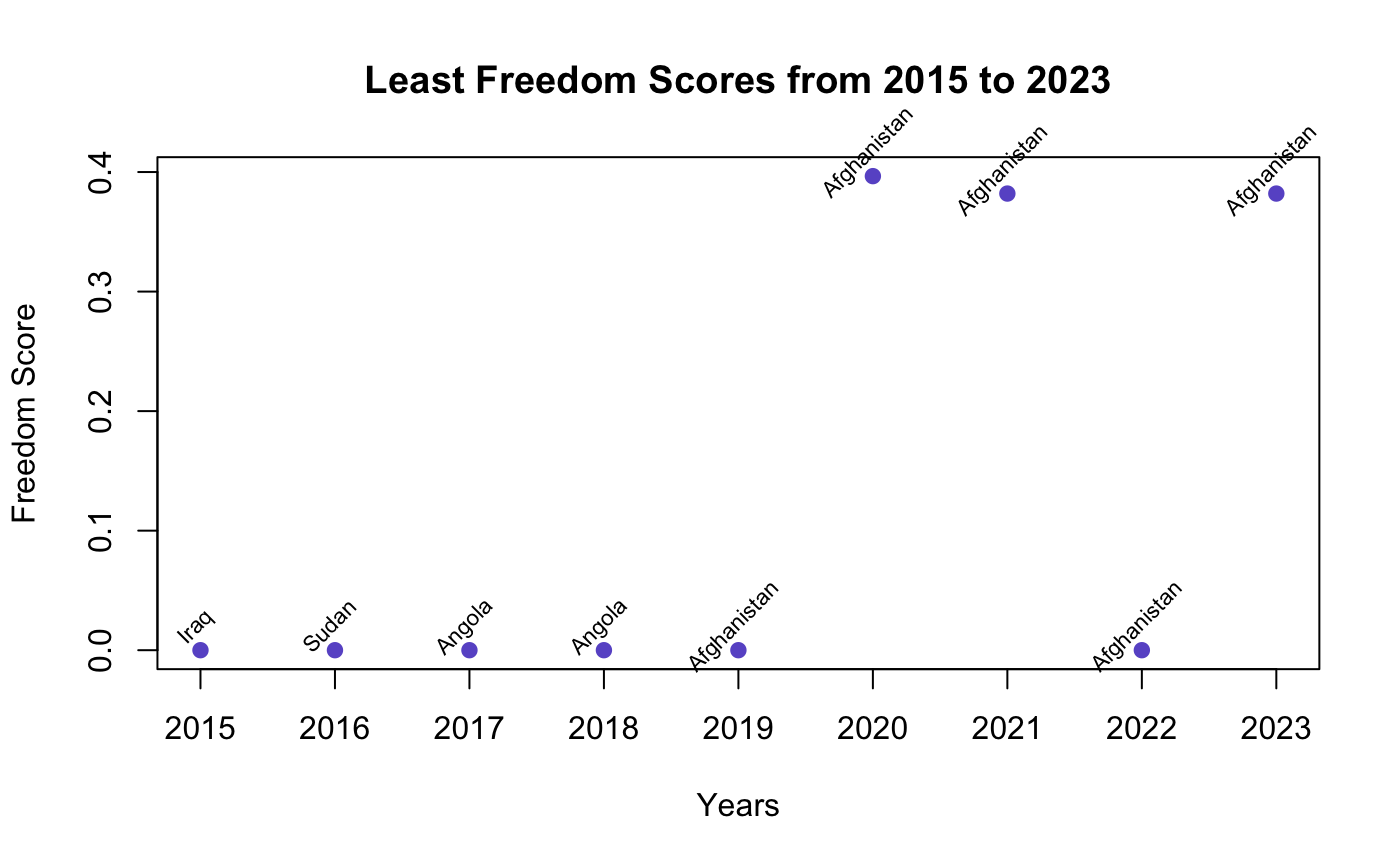 Least Freedom Scores from 2015 to 2023
Freedom Score
0.4
0.3
0.2
0.1
0.0
Iraq
Sudan
Angola
Angola
Afghanistan
Afghanistan
Afghanistan
Afghanistan
Afghanistan
2015 2016 2017 2018 2019 2020 2021 2022 2023
Years